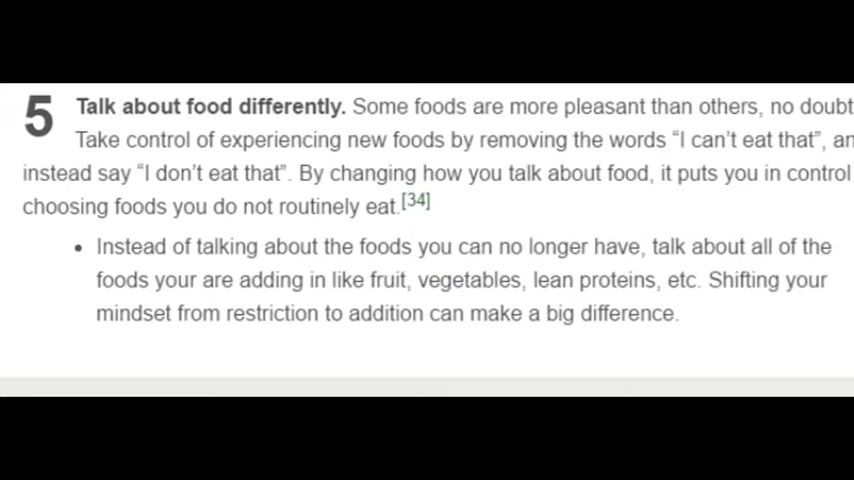 5 Talk about food differently. Some foods are more pleasant than others, no doubt
Take control of experiencing new foods by removing the words “I can’t eat that”, an
instead say “I don’t eat that”. By changing how you talk about food, it puts you in control
choosing foods you do not routinely eat.[34]
• Instead of talking about the foods you can no longer have, talk about all of the
foods your are adding in like fruit, vegetables, lean proteins, etc. Shifting your
mindset from restriction to addition can make a big difference.